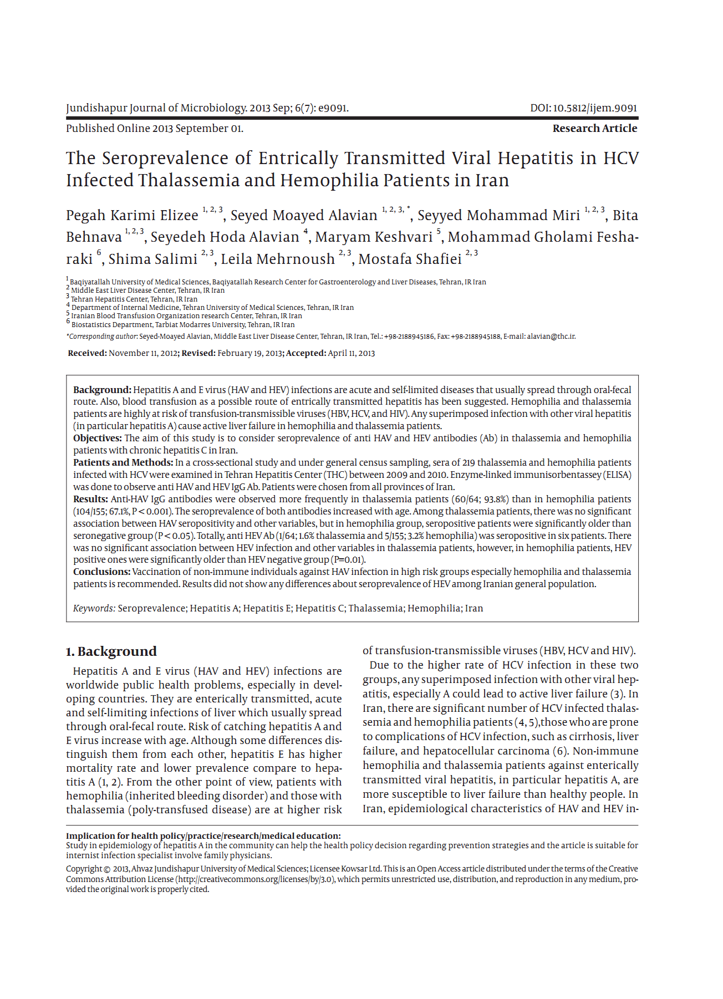 Jundishapur Journal of Microbiology. 2013 Sep; 6(7): e9091.
DOI: 10.5812/ijem.9091
Published Online 2013 September 01.
Research Article
The Seroprevalence of Entrically Transmitted Viral Hepatitis in HCV
Infected Thalassemia and Hemophilia Patients in Iran
Pegah Karimi Elizee 1, 2, 3, Seyed Moayed Alavian 1, 2, 3, *, Seyyed Mohammad Miri 1, 2, 3, Bita
Behnava 1, 2, 3, Seyedeh Hoda Alavian 4, Maryam Keshvari 5, Mohammad Gholami Fesha-
raki 6, Shima Salimi 2, 3, Leila Mehrnoush 2, 3, Mostafa Shafiei 2, 3
1 Baqiyatallah University of Medical Sciences, Baqiyatallah Research Center for Gastroenterology and Liver Diseases, Tehran, IR Iran
2 Middle East Liver Disease Center, Tehran, IR Iran
3 Tehran Hepatitis Center, Tehran, IR Iran
4 Department of Internal Medicine, Tehran University of Medical Sciences, Tehran, IR Iran
5 Iranian Blood Transfusion Organization research Center, Tehran, IR Iran
6 Biostatistics Department, Tarbiat Modarres University, Tehran, IR Iran
*Corresponding author: Seyed-Moayed Alavian, Middle East Liver Disease Center, Tehran, IR Iran, Tel.: +98-2188945186, Fax: +98-2188945188, E-mail: alavian@thc.ir.
Received: November 11, 2012; Revised: February 19, 2013; Accepted: April 11, 2013
Background: Hepatitis A and E virus (HAV and HEV) infections are acute and self-limited diseases that usually spread through oral-fecal
route. Also, blood transfusion as a possible route of entrically transmitted hepatitis has been suggested. Hemophilia and thalassemia
patients are highly at risk of transfusion-transmissible viruses (HBV, HCV, and HIV). Any superimposed infection with other viral hepatitis
(in particular hepatitis A) cause active liver failure in hemophilia and thalassemia patients.
Objectives: The aim of this study is to consider seroprevalence of anti HAV and HEV antibodies (Ab) in thalassemia and hemophilia
patients with chronic hepatitis C in Iran.
Patients and Methods: In a cross-sectional study and under general census sampling, sera of 219 thalassemia and hemophilia patients
infected with HCV were examined in Tehran Hepatitis Center (THC) between 2009 and 2010. Enzyme-linked immunisorbentassey (ELISA)
was done to observe anti HAV and HEV IgG Ab. Patients were chosen from all provinces of Iran.
Results: Anti-HAV IgG antibodies were observed more frequently in thalassemia patients (60/64; 93.8%) than in hemophilia patients
(104/155; 67.1%, P < 0.001). The seroprevalence of both antibodies increased with age. Among thalassemia patients, there was no significant
association between HAV seropositivity and other variables, but in hemophilia group, seropositive patients were significantly older than
seronegative group (P < 0.05). Totally, anti HEV Ab (1/64; 1.6% thalassemia and 5/155; 3.2% hemophilia) was seropositive in six patients. There
was no significant association between HEV infection and other variables in thalassemia patients, however, in hemophilia patients, HEV
positive ones were significantly older than HEV negative group (P=0.01).
Conclusions: Vaccination of non-immune individuals against HAV infection in high risk groups especially hemophilia and thalassemia
patients is recommended. Results did not show any differences about seroprevalence of HEV among Iranian general population.
Keywords: Seroprevalence; Hepatitis A; Hepatitis E; Hepatitis C; Thalassemia; Hemophilia; Iran
1. Background
Hepatitis A and E virus (HAV and HEV) infections are
worldwide public health problems, especially in devel-
oping countries. They are enterically transmitted, acute
and self-limiting infections of liver which usually spread
through oral-fecal route. Risk of catching hepatitis A and
E virus increase with age. Although some differences dis-
tinguish them from each other, hepatitis E has higher
mortality rate and lower prevalence compare to hepa-
titis A (1, 2). From the other point of view, patients with
hemophilia (inherited bleeding disorder) and those with
thalassemia (poly-transfused disease) are at higher risk
of transfusion-transmissible viruses (HBV, HCV and HIV).
Due to the higher rate of HCV infection in these two
groups, any superimposed infection with other viral hep-
atitis, especially A could lead to active liver failure (3). In
Iran, there are significant number of HCV infected thalas-
semia and hemophilia patients (4, 5),those who are prone
to complications of HCV infection, such as cirrhosis, liver
failure, and hepatocellular carcinoma (6). Non-immune
hemophilia and thalassemia patients against enterically
transmitted viral hepatitis, in particular hepatitis A, are
more susceptible to liver failure than healthy people. In
Iran, epidemiological characteristics of HAV and HEV in-
Implication for health policy/practice/research/medical education:
Study in epidemiology of hepatitis A in the community can help the health policy decision regarding prevention strategies and the article is suitable for
internist infection specialist involve family physicians.
Copyright © 2013, Ahvaz Jundishapur University of Medical Sciences; Licensee Kowsar Ltd. This is an Open Access article distributed under the terms of the Creative
Commons Attribution License (http://creativecommons.org/licenses/by/3.0), which permits unrestricted use, distribution, and reproduction in any medium, pro-
vided the original work is properly cited.